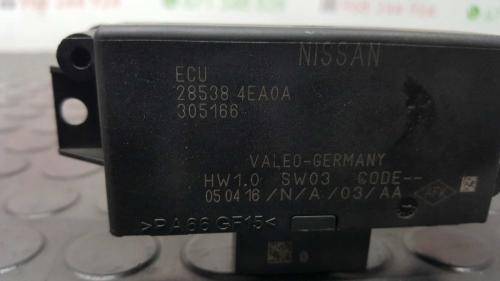 NISSAN
ECU
28538 4EA0A
305166
VALEO-GERMANY
HW1.0 SW03 CODE--
050416/N/A/03/AA
>PA66 GF15<